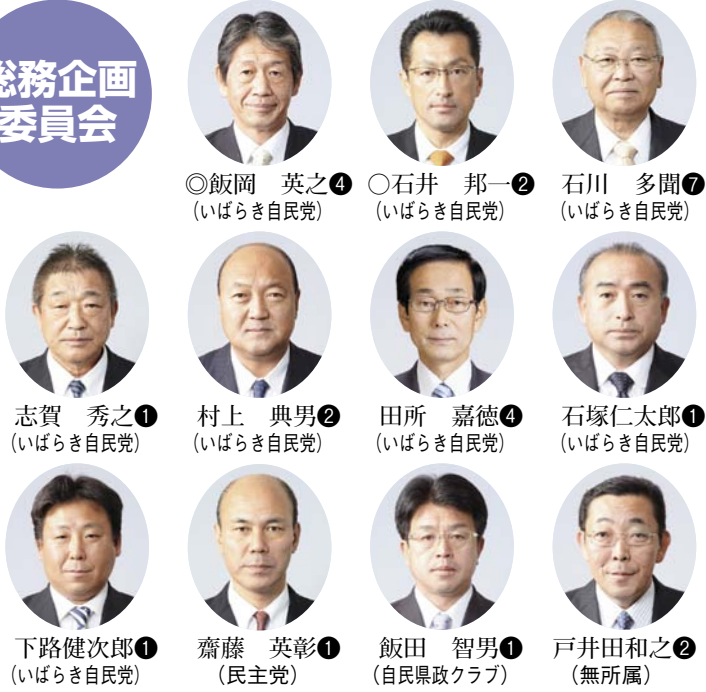 総務企画
委員会
◎飯岡　英之❹
(いばらき自民党)
○石井　邦一❷
(いばらき自民党)
石川　多聞❼
(いばらき自民党)
志賀　秀之❶
(いばらき自民党)
村上　典男❷
(いばらき自民党)
田所　嘉徳❹
(いばらき自民党)
石塚仁太郎❶
(いばらき自民党)
下路健次郎❶
(いばらき自民党)
齋藤　英彰❶
(民主党)
飯田　智男❶
(自民県政クラブ)
戸井田和之❷
(無所属)